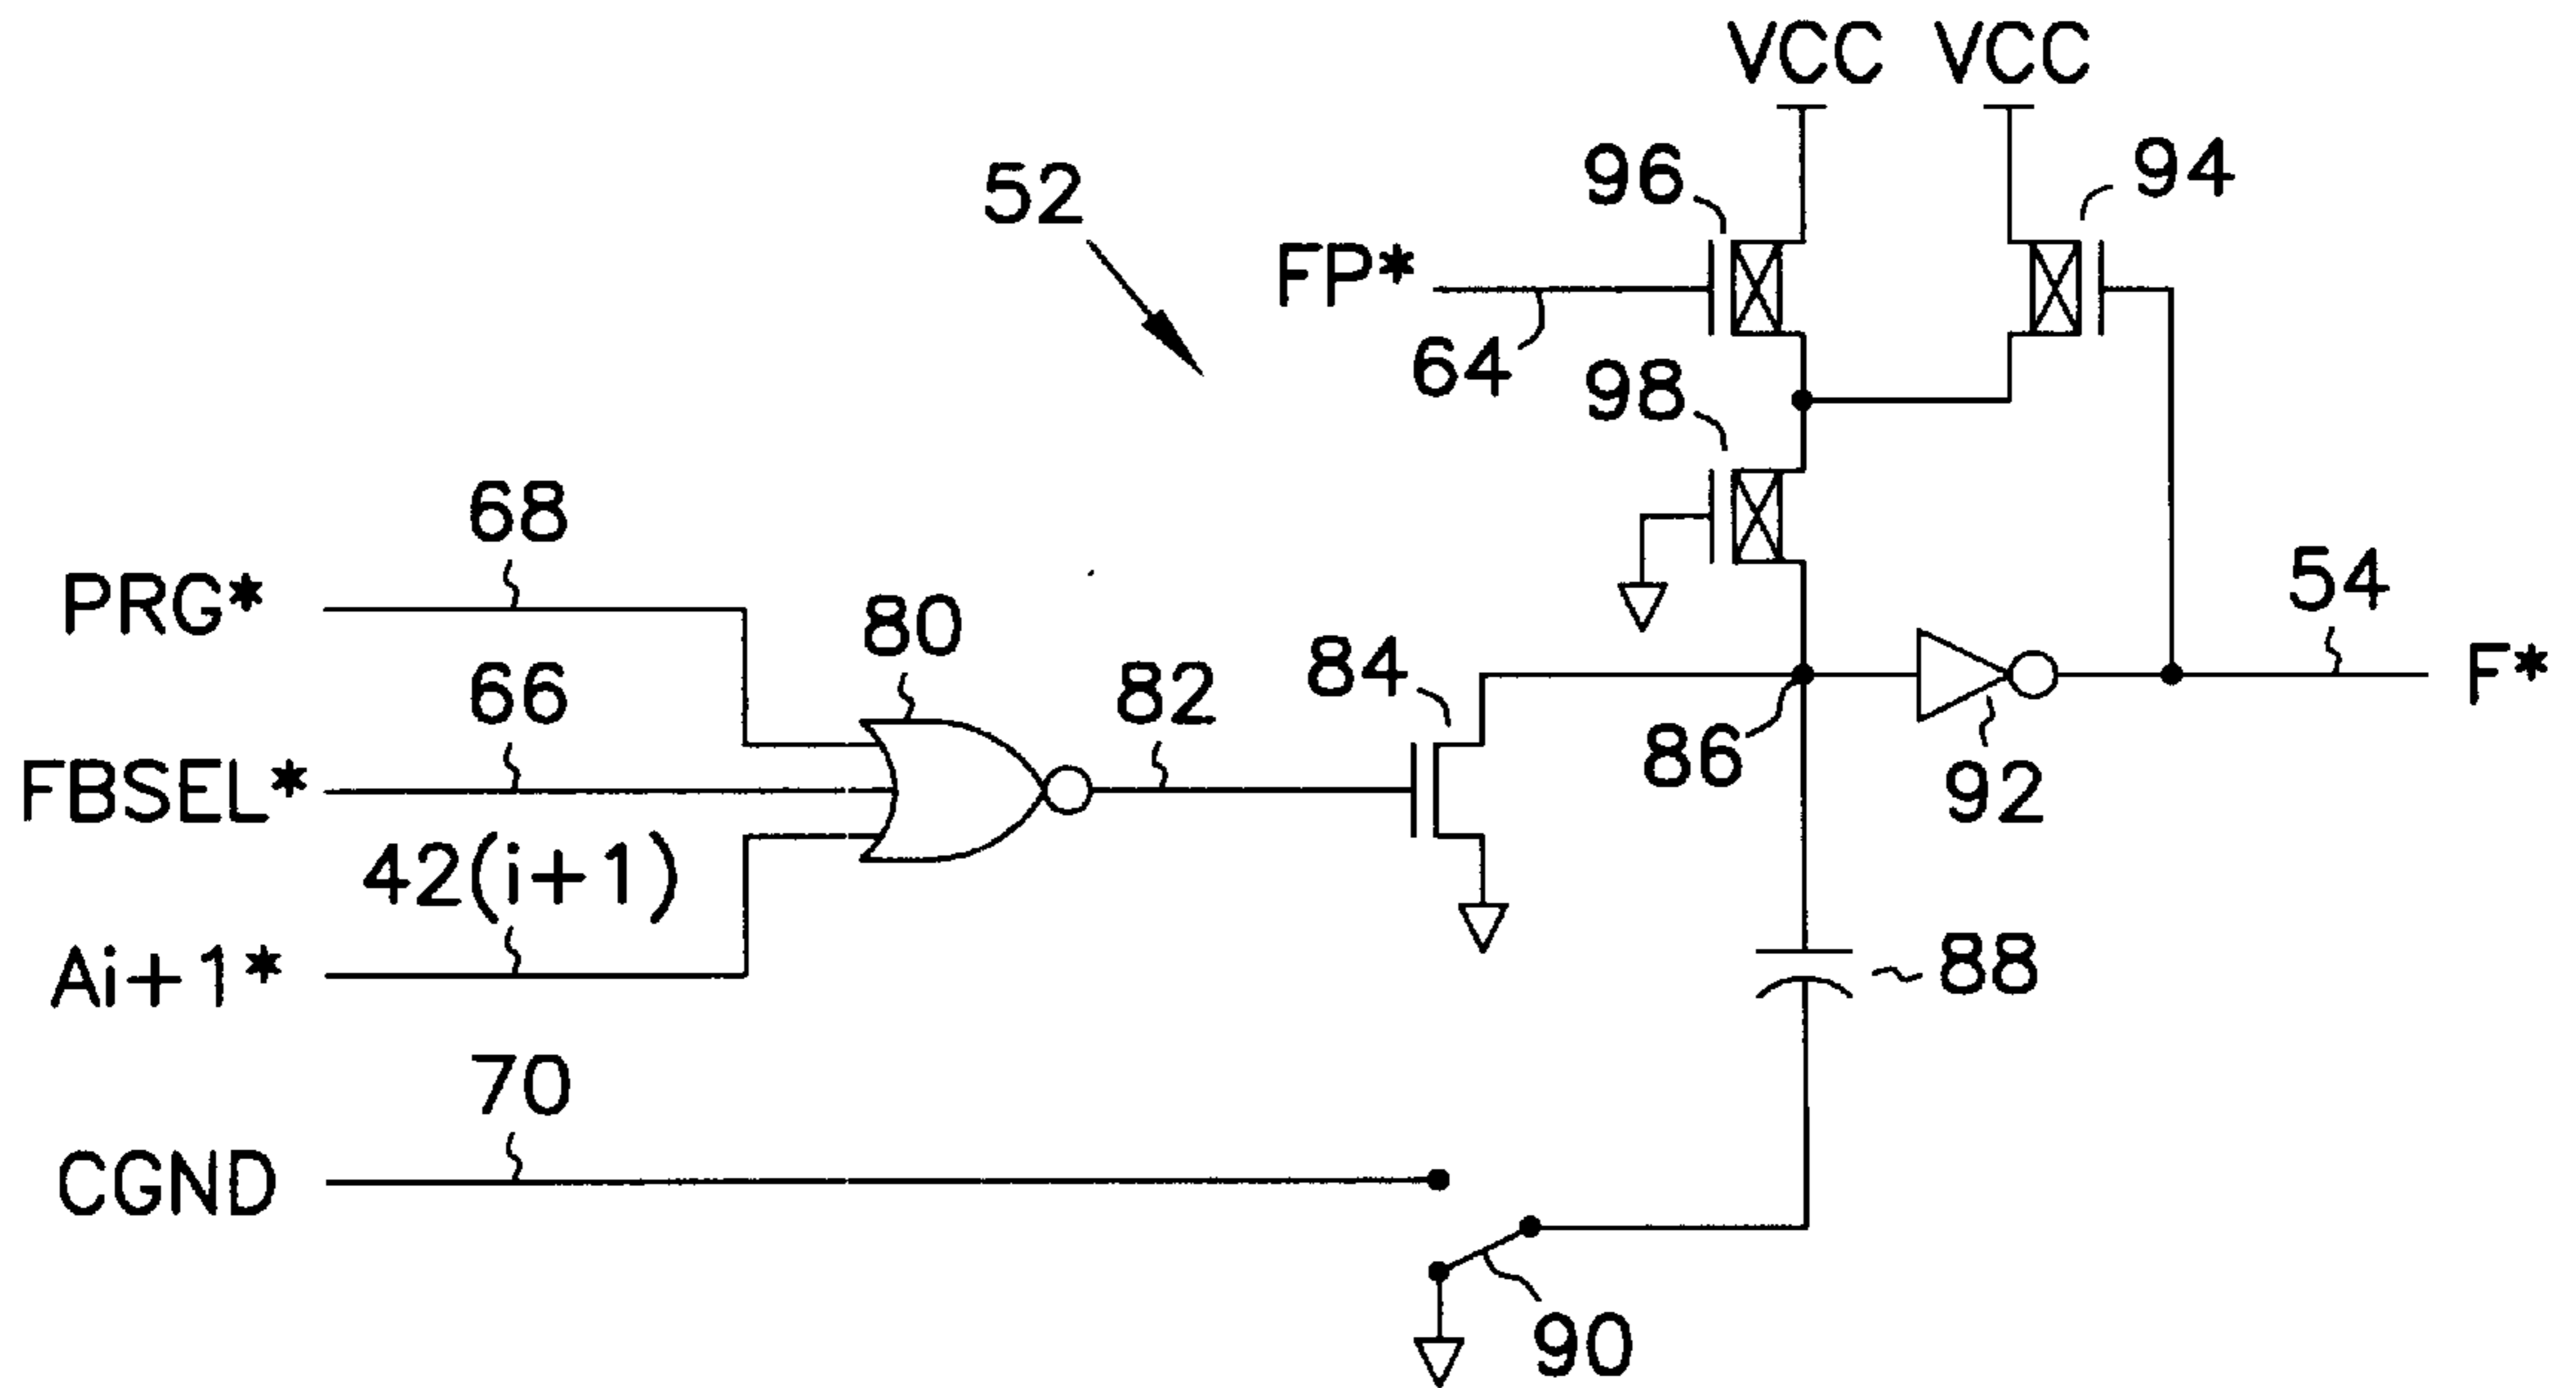 VCC VCC
96
94
52
FP*
64
98
68
PRG*
80
54
84
66
82
F*
86
FBSEL*
92
42(i+1)
88
Ai+1*
70
CGND
90